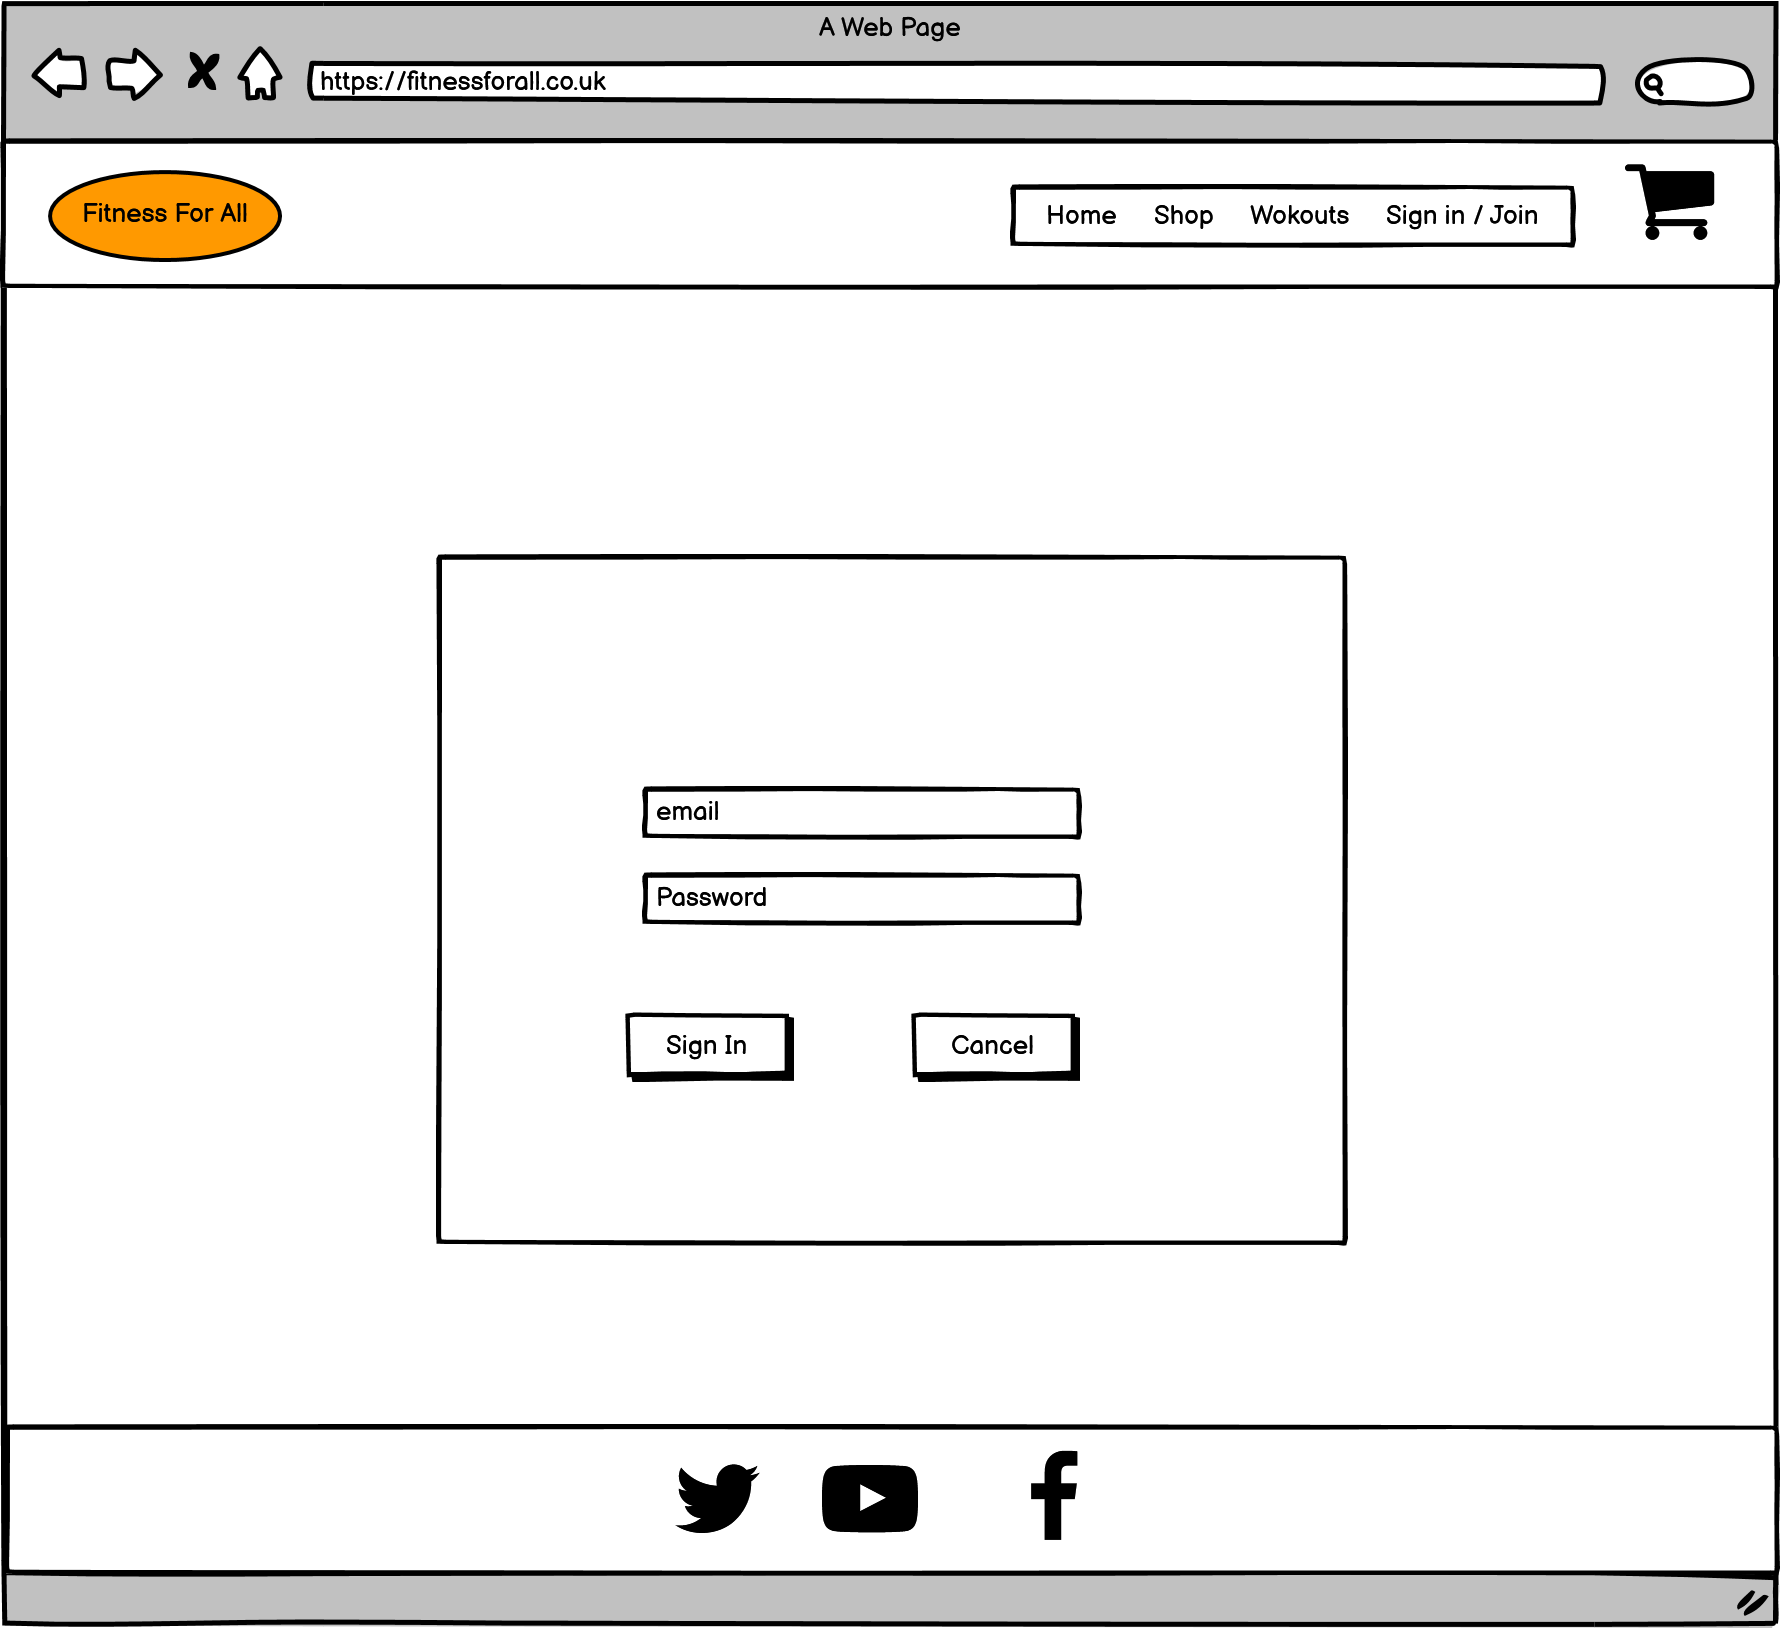 A Web Page
https://fitnessforall.co.uk
Fitness For All
Home Shop Wokouts Sign in / Join
email
Password
Sign In Cancel